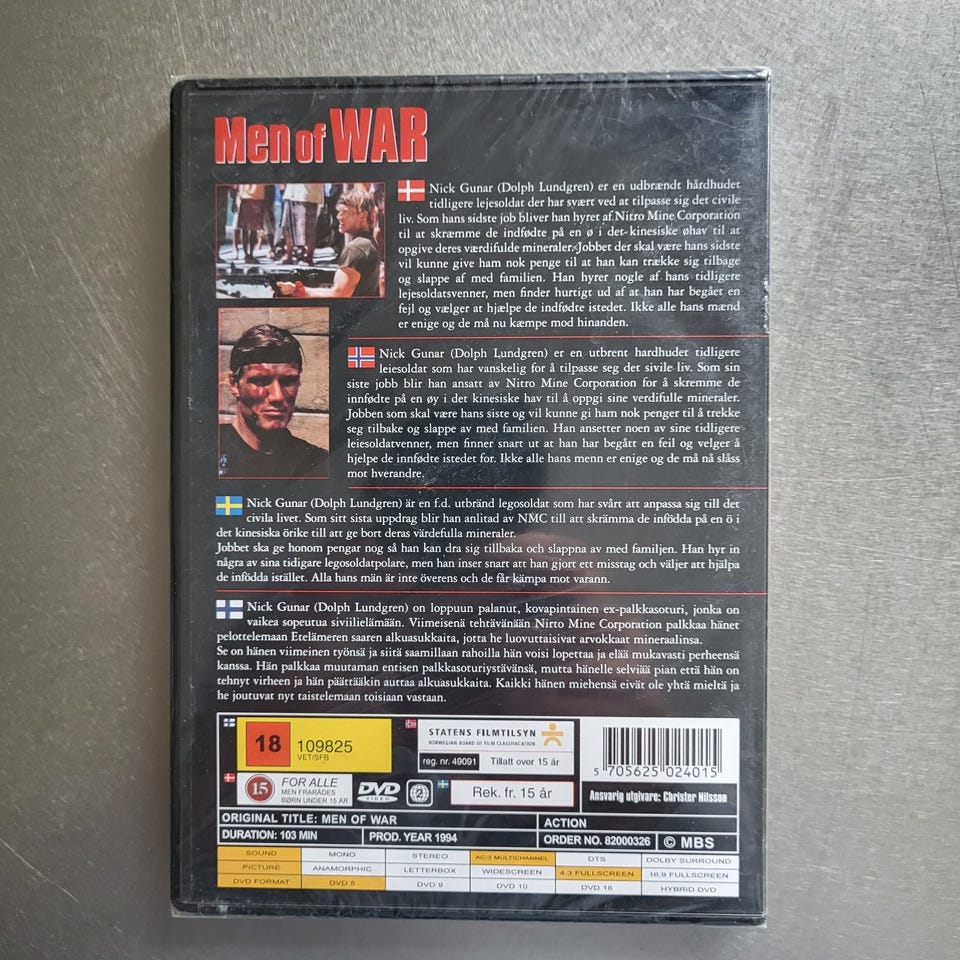 Men of WAR
Nick Gunar (Dolph Lundgren) er en udbrændt hårdhudet
tidligere lejesoldat der har svært ved at tilpasse sig det civile
liv. Som hans sidste job bliver han hyret af Nitro Mine Corporation
til at skræmme de indfødte på en ø i det kinesiske øhav til at
opgive deres værdifulde mineraler. Jobbet der skal være hans sidste
vil kunne give ham nok penge til at han kan trække sig tilbage
og slappe af med familien. Han hyrer nogle af hans tidligere
lejesoldatsvenner, men finder hurtigt ud af at han har begået en
fejl og vælger at hjælpe de indfødte istedet. Ikke alle hans mænd
er enige og de må nu kæmpe mod hinanden.
Nick Gunar (Dolph Lundgren) er en utbrent hardhudet tidligere
leiesoldat som har vanskelig for å tilpasse seg det sivile liv. Som sin
siste jobb blir han ansatt av Nitro Mine Corporation for å skremme de
innfødte på en øy i det kinesiske hav til å oppgi sine verdifulle mineraler.
Jobben som skal være hans siste og vil kunne gi ham nok penger til å trekke
seg tilbake og slappe av med familien. Han ansetter noen av sine tidligere
leiesoldatvenner, men finner snart ut at han har begått en feil og velger å
hjelpe de innfødte istedet for. Ikke alle hans menn er enige og de må nå slåss
mot hverandre.
Nick Gunar (Dolph Lundgren) är en f.d. utbränd legosoldat som har svårt att anpassa sig till det
civila livet. Som sitt sista uppdrag blir han anlitad av NMC till att skrämma de infödda på en ö i
det kinesiska örike till att ge bort deras värdefulla mineraler.
Jobbet ska ge honom pengar nog så han kan dra sig tillbaka och slappna av med familjen. Han hyr in
några av sina tidigare legosoldatpolare, men han inser snart att han gjort ett misstag och väljer att hjälpa
de infödda istället. Alla hans män är inte överens och de får kämpa mot varann.
Nick Gunar (Dolph Lundgren) on loppuun palanut, kovapintainen ex-palkkasoturi, jonka on
vaikea sopeutua siviilielämään. Viimeisenä tehtävänään Nitro Mine Corporation palkkaa hänet
pelottelemaan Etelämeren saaren alkuasukkaita, jotta he luovuttaisivat arvokkaat mineraalinsa.
Se on hänen viimeinen työnsä ja siitä saamillaan rahoilla hän voisi lopettaa ja elää mukavasti perheensä
kanssa. Hän palkkaa muutaman entisen palkkasoturiystävänsä, mutta hänelle selviää pian että hän on
tehnyt virheen ja hän päättääkin auttaa alkuasukkaita. Kaikki hänen miehensä eivät ole yhtä mieltä ja
he joutuvat nyt taistelemaan toisiaan vastaan.
18 109825
VET/SFB
STATENS FILMTILSYN
NORWEGIAN BOARD OF FILM CLASSIFICATION
reg. nr. 49091 Tillatt over 15 år
5 705625 024015
15 FOR ALLE
MEN FRARÅDES
BØRN UNDER 15 ÅR
DVD
VIDEO
2
Rek. fr. 15 år
Ansvarig utgivare: Christer Nilsson
ORIGINAL TITLE: MEN OF WAR ACTION
DURATION: 103 MIN PROD. YEAR 1994 ORDER NO. 82000326 © MBS
SOUND MONO STEREO AC-3 MULTICHANNEL DTS DOLBY SURROUND
PICTURE ANAMORPHIC LETTERBOX WIDESCREEN 4:3 FULLSCREEN 16:9 FULLSCREEN
DVD FORMAT DVD 5 DVD 9 DVD 10 DVD 18 HYBRID DVD